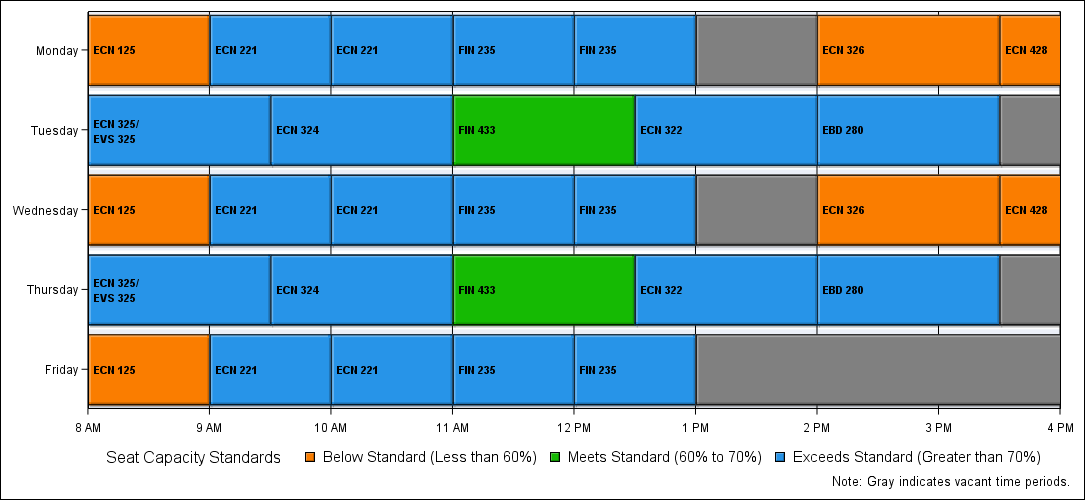 Monday ECN 125 ECN 221 ECN 221 FIN 235 FIN 235 ECN 326 ECN 428
Tuesday ECN 325/ ECN 324 FIN 433 ECN 322 EBD 280
EVS 325
Wednesday ECN 125 ECN 221 ECN 221 FIN 235 FIN 235 ECN 326 ECN 428
Thursday ECN 325/ ECN 324 FIN 433 ECN 322 EBD 280
EVS 325
Friday ECN 125 ECN 221 ECN 221 FIN 235 FIN 235
8 AM 9 AM 10 AM 11 AM 12 PM 1 PM 2 PM 3 PM 4 PM
Seat Capacity Standards Below Standard (Less than 60%) Meets Standard (60% to 70%) Exceeds Standard (Greater than 70%)
Note: Gray indicates vacant time periods.